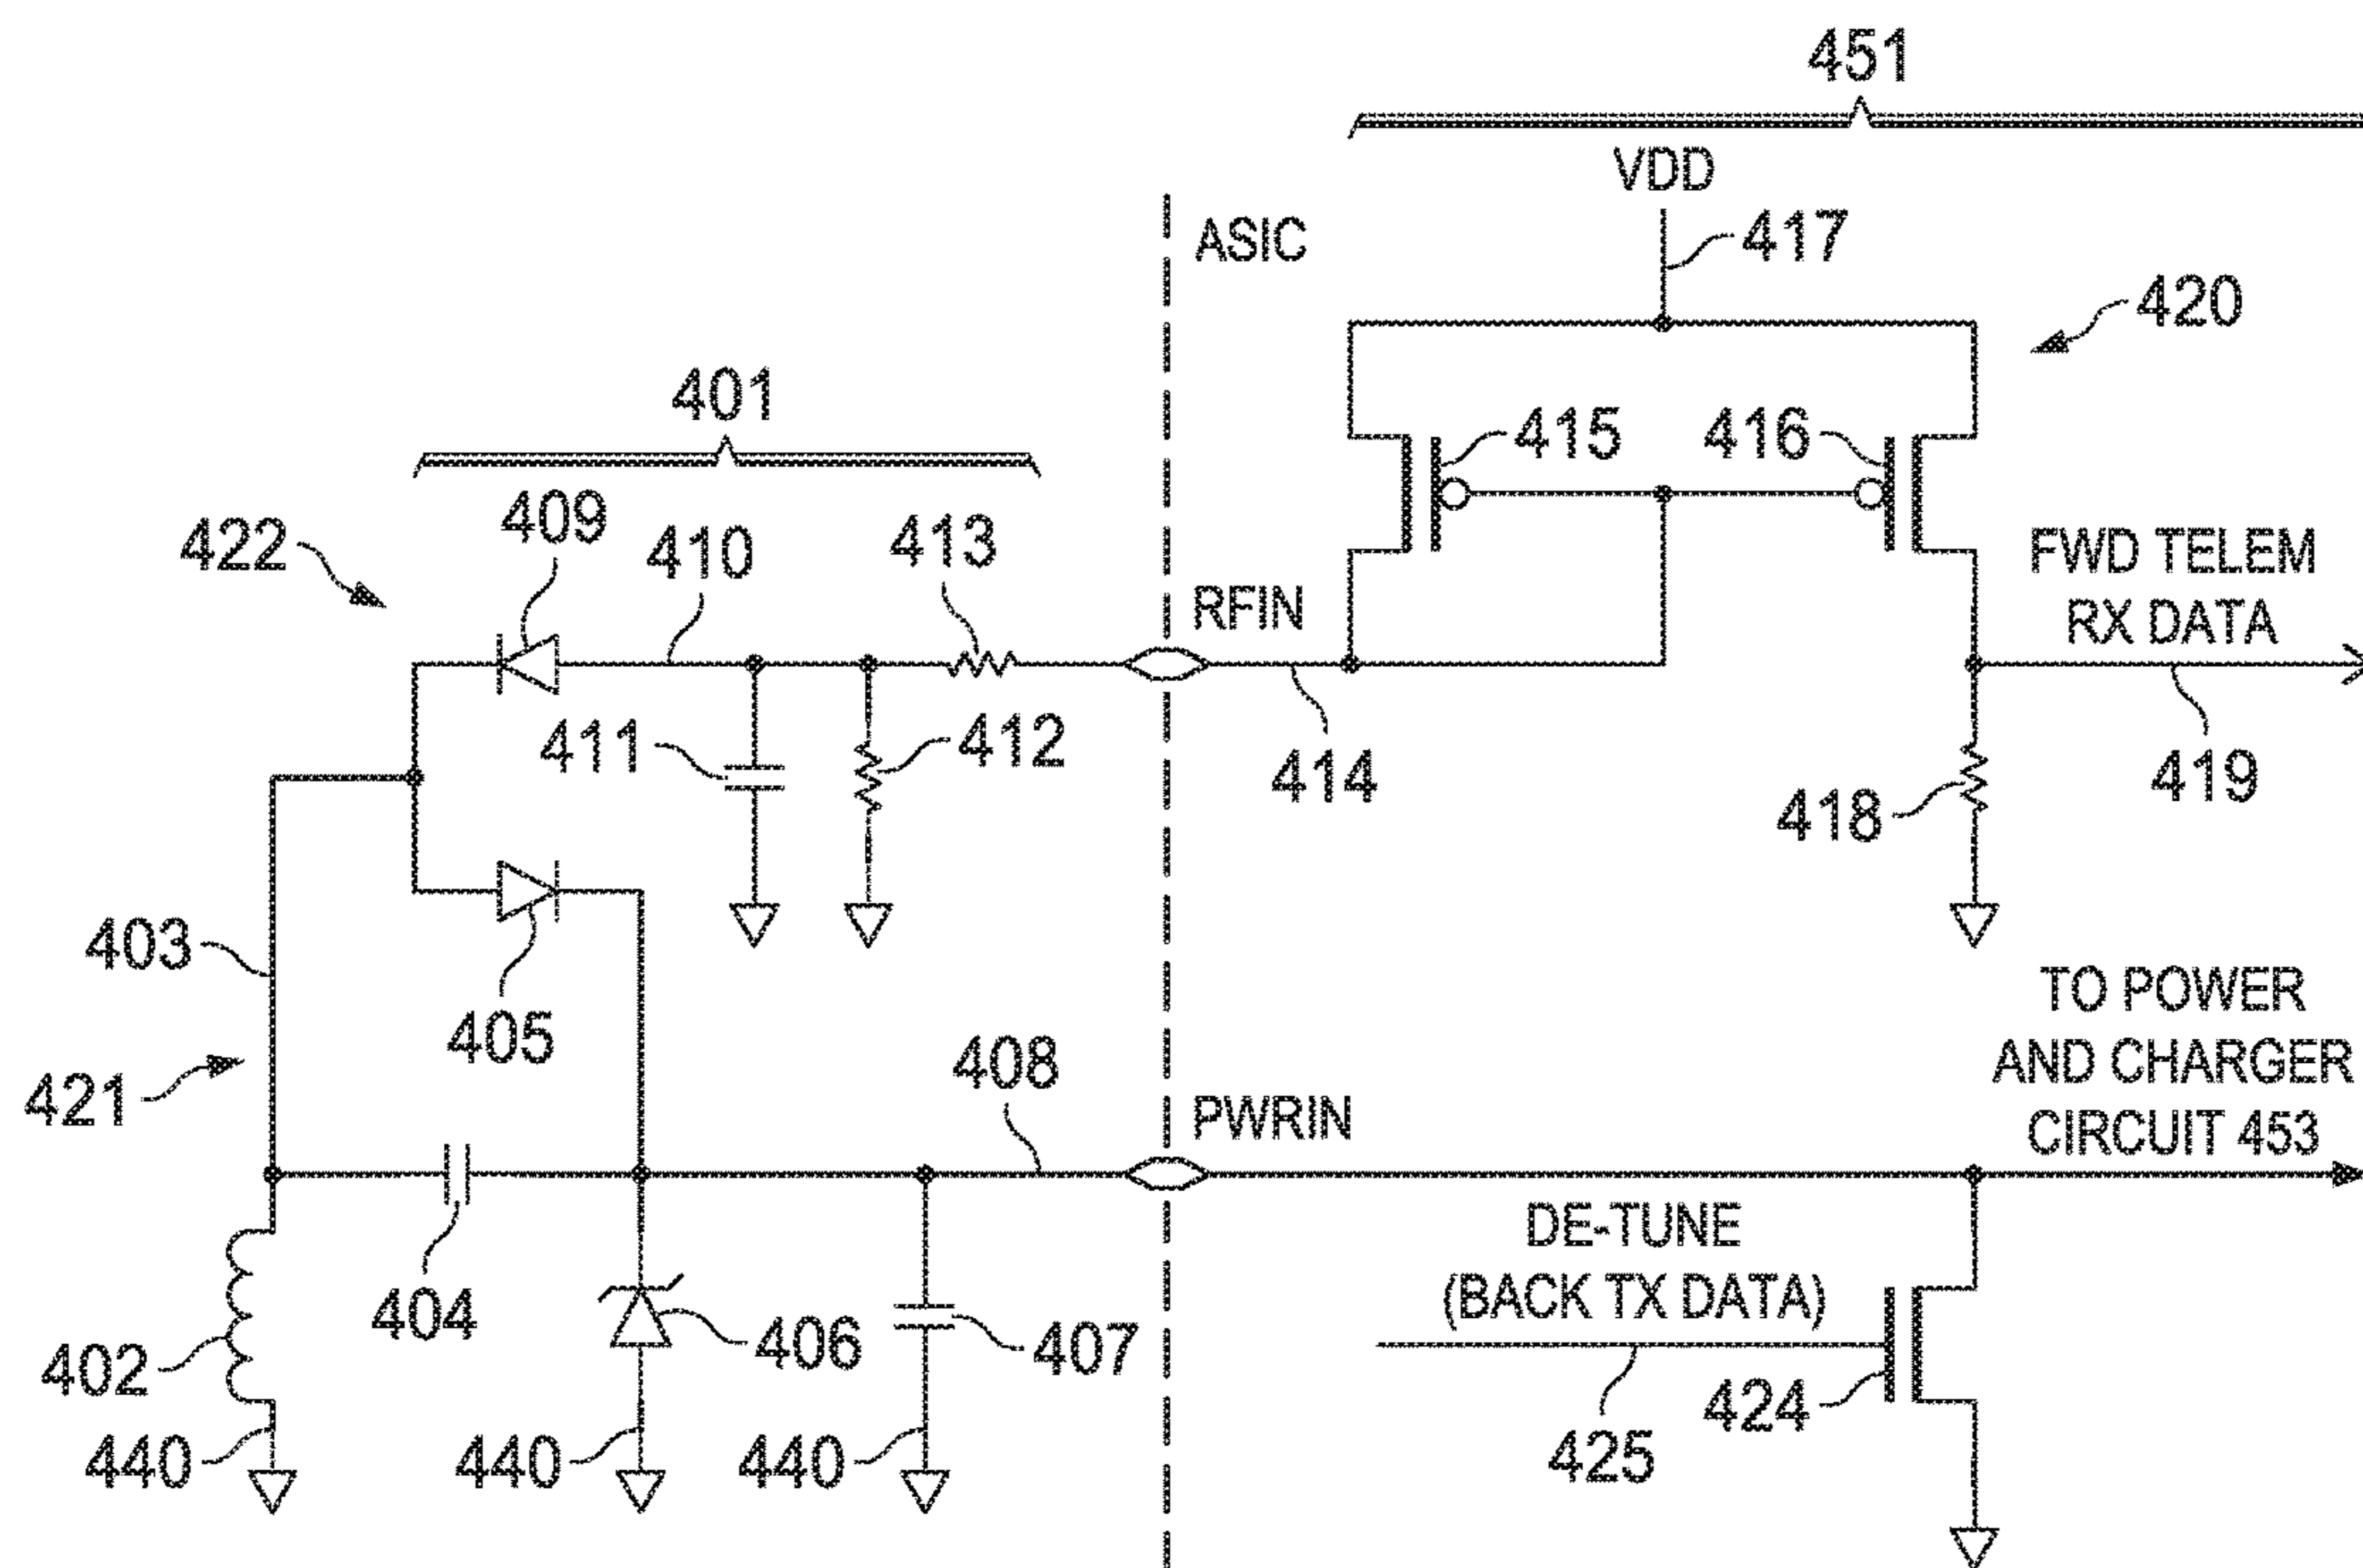 451
VDD
ASIC
417
420
401
415
416
422
409
410
413
RFIN
FWD TELEM
RX DATA
411
412
414
418
419
403
405
421
408
PWRIN
TO POWER
AND CHARGER
CIRCUIT 453
DE-TUNE
(BACK TX DATA)
402
404
406
407
424
425
440
440
440